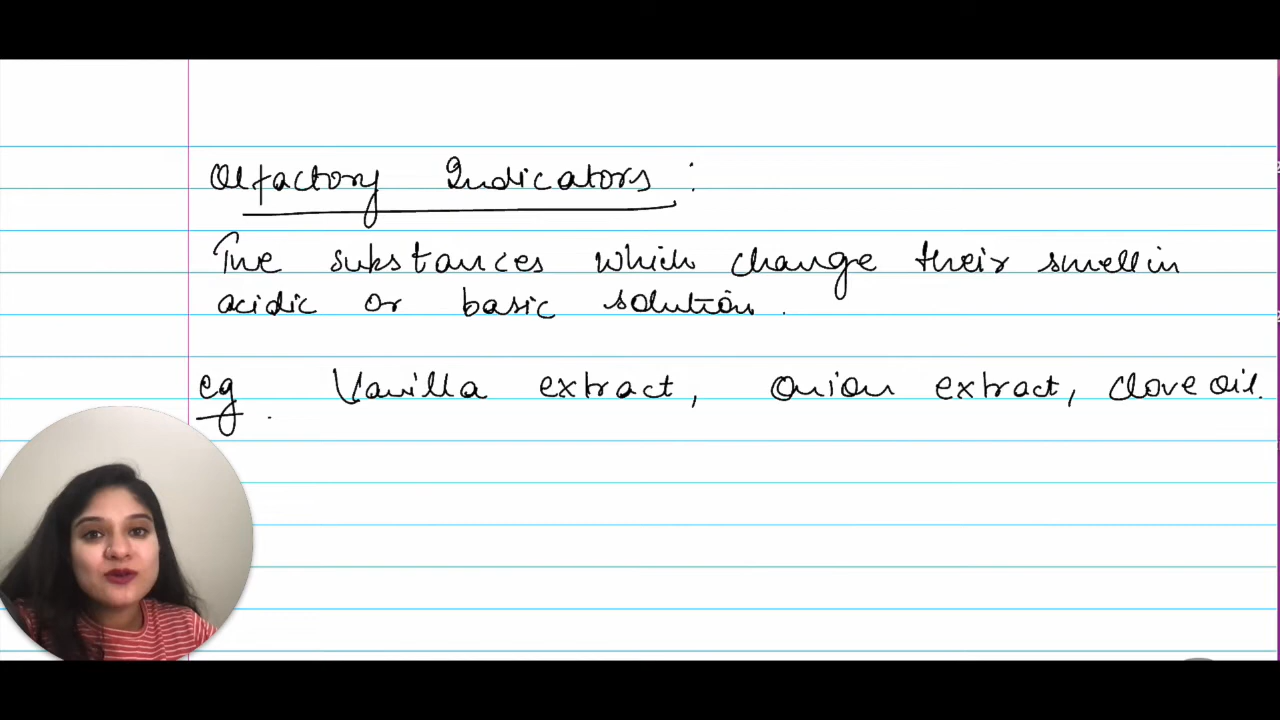 Olfactory Indicators :
The substances which change their smell in
acidic or basic solution.
eg. Vanilla extract, Onion extract, clove oil.